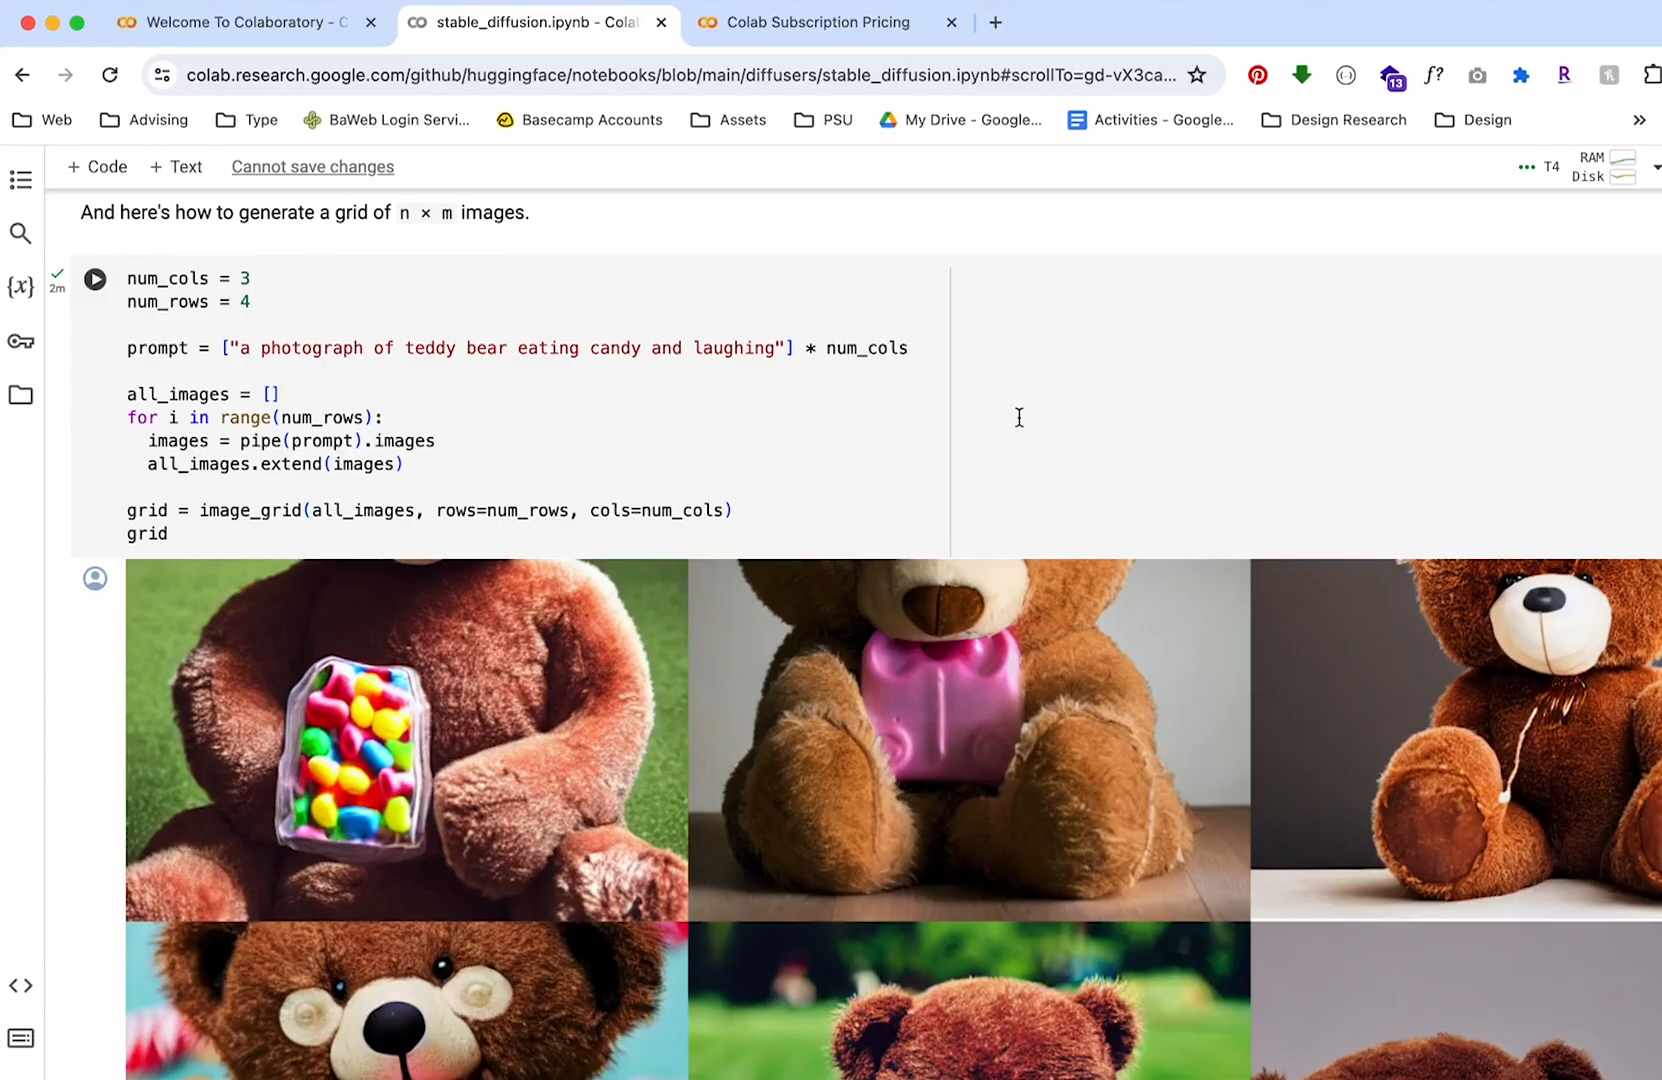 Welcome To Colaboratory - C
stable_diffusion.ipynb - Cola
Colab Subscription Pricing
colab.research.google.com/github/huggingface/notebooks/blob/main/diffusers/stable_diffusion.ipynb#scrollTo=gd-vX3ca...
13
f?
R
Web
Advising
Type
BaWeb Login Servi...
Basecamp Accounts
Assets
PSU
My Drive - Google...
Activities - Google...
Design Research
Design
»
+ Code
+ Text
Cannot save changes
T4
RAM
Disk
And here's how to generate a grid of n × m images.
{x}
2m
num_cols = 3
num_rows = 4
prompt = ["a photograph of teddy bear eating candy and laughing"] * num_cols
all_images = []
for i in range(num_rows):
images = pipe(prompt).images
all_images.extend(images)
grid = image_grid(all_images, rows=num_rows, cols=num_cols)
grid